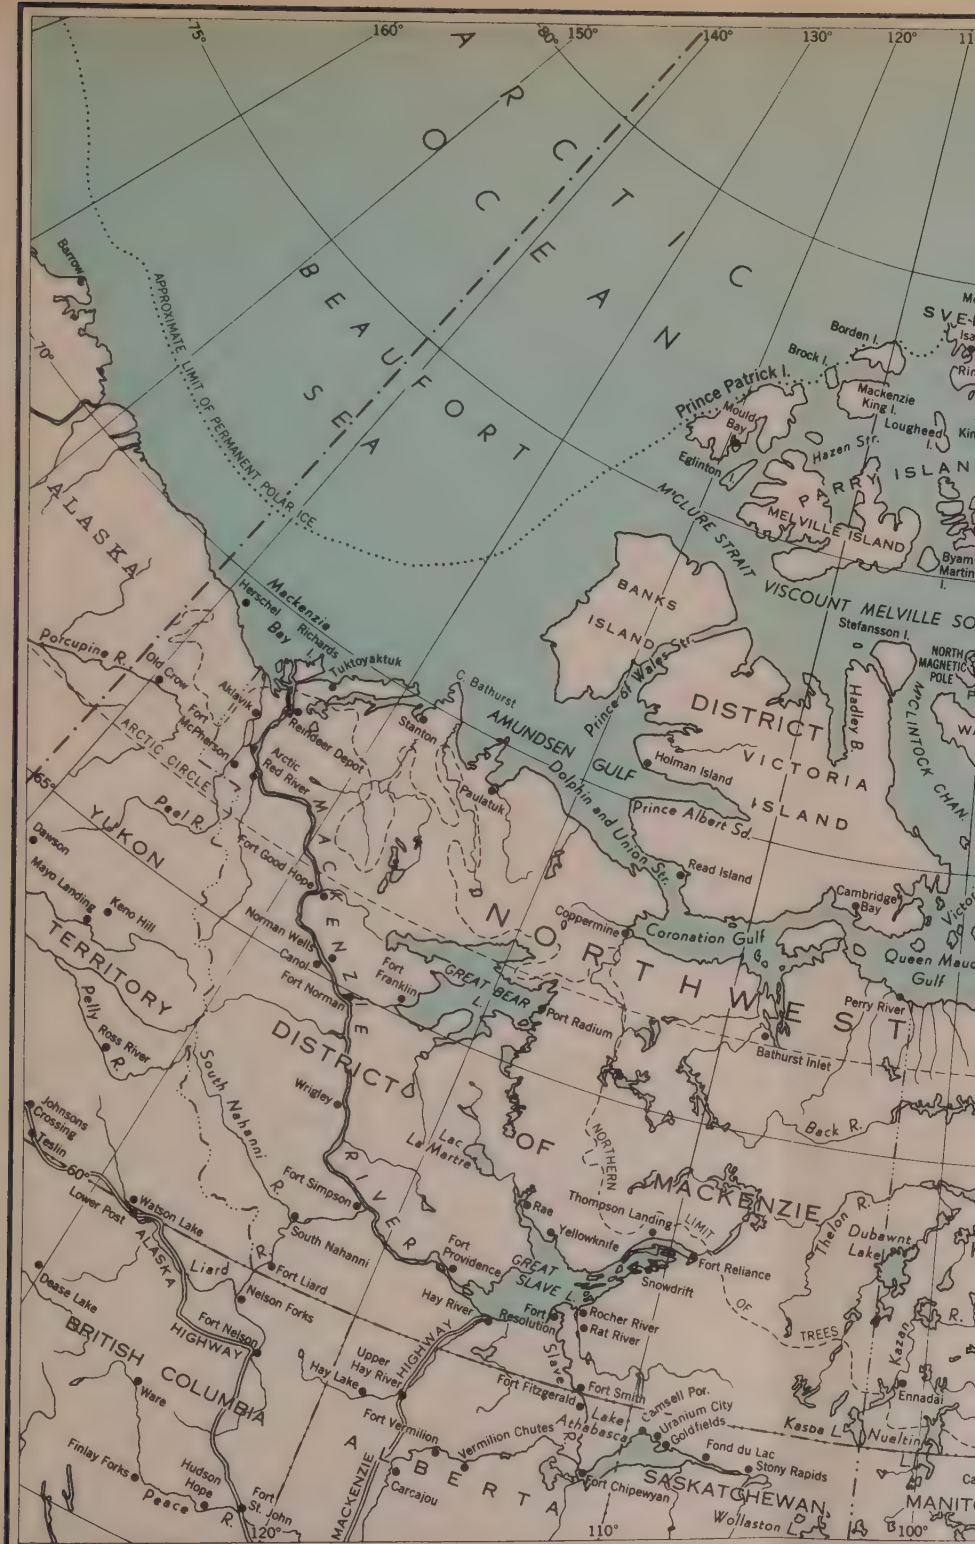 75°
160°
80°
150°
140°
130°
120°
ARCTIC
OCEAN
BEAUFORT
SEA
Barrow
APPROXIMATE LIMIT OF PERMANENT POLAR ICE
70°
ALASKA
Borden I.
Brock I.
Prince Patrick I.
Mould Bay
Mackenzie King I.
Lougheed I.
Hazen Str.
Eglinton I.
PARRY ISLAN
MELVILLE ISLAND
Byam Martin I.
M'CLURE STRAIT
VISCOUNT MELVILLE SO
Stefansson I.
NORTH MAGNETIC POLE
BANKS
ISLAND
Prince of Wales Str.
Mackenzie
Bay
Herschel
Richards I.
Tuktoyaktuk
Porcupine R.
Old Crow
Aklavik
Fort McPherson
Reindeer Depot
Arctic Red River
ARCTIC CIRCLE
65°
C. Bathurst
Stanton
AMUNDSEN
GULF
Paulatuk
DISTRICT
VICTORIA
ISLAND
Hadley B.
M'CLINTOCK CHAN.
Holman Island
Prince Albert Sd.
Dolphin and Union Str.
Read Island
Cambridge Bay
Coppermine
Coronation Gulf
Queen Maud
Gulf
Perry River
YUKON
TERRITORY
Peel R.
Dawson
Mayo Landing
Keno Hill
Fort Good Hope
Norman Wells
Canol
Fort Norman
Fort Franklin
GREAT BEAR
L.
Port Radium
NORTHWEST
Bathurst Inlet
MACKENZIE RIVER
Pelly
R.
Ross River
DISTRICT
OF
MACKENZIE
Wrigley
Lac La Martre
Back R.
South Nahanni
R.
Johnsons Crossing
Teslin
60°
Lower Post
Watson Lake
ALASKA
HIGHWAY
Fort Simpson
South Nahanni
Fort Liard
Liard
R.
Nelson Forks
Fort Nelson
Fort Providence
Rae
Yellowknife
GREAT
SLAVE L.
Thompson Landing
Fort Reliance
Snowdrift
NORTHERN
LIMIT
OF
TREES
Thelon R.
Dubawnt Lake
Kazan
R.
Ennadai
Hay River
Fort Resolution
Rocher River
Rat River
Slave
Dease Lake
BRITISH
COLUMBIA
Ware
Finlay Forks
Hudson Hope
Peace R.
Fort St. John
Upper Hay River
Hay Lake
MACKENZIE
HIGHWAY
Fort Vermilion
Vermilion Chutes
Carcajou
Fort Fitzgerald
Fort Smith
Lake
Athabasca
Camsell Por.
Uranium City
Goldfields
Fond du Lac
Stony Rapids
Fort Chipewyan
SASKATCHEWAN
Wollaston L.
Kasba L.
Nueltin
MANIT
A
BERTA
120°
110°
100°